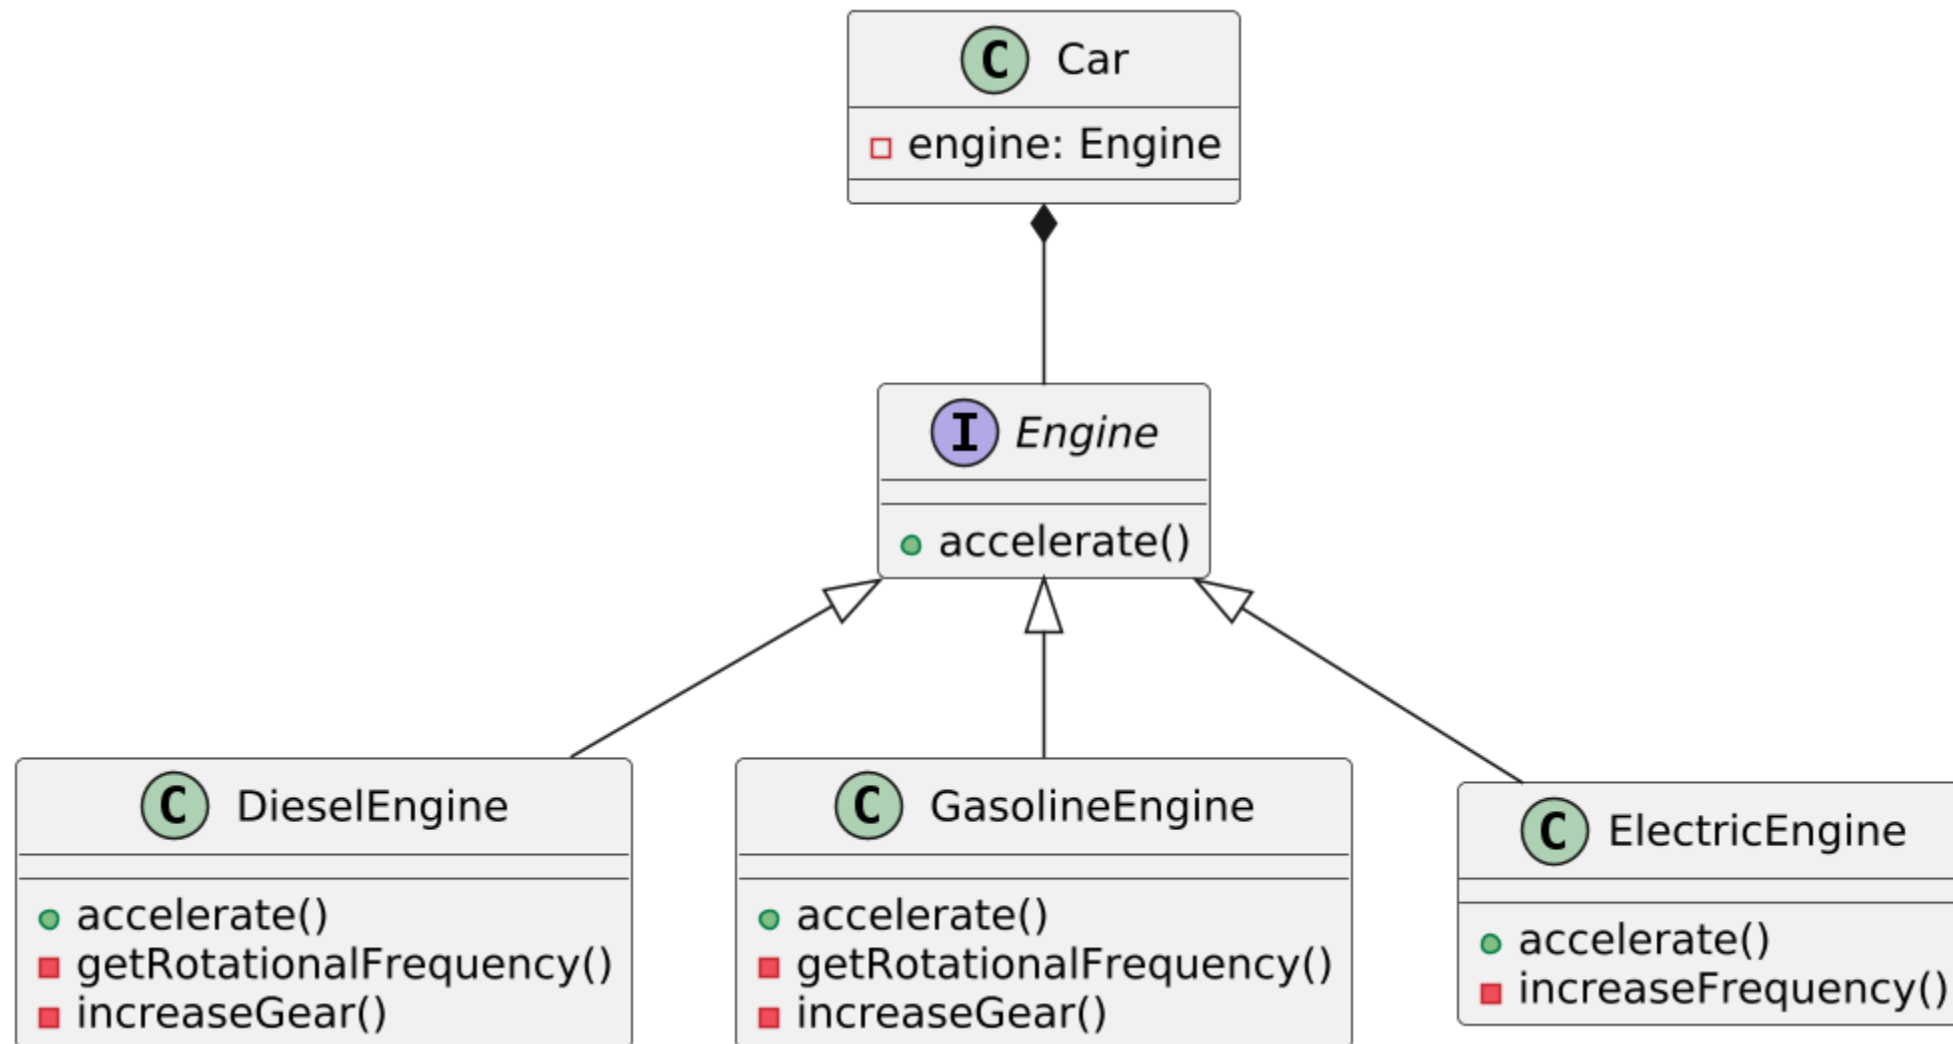 C Car
engine: Engine
I Engine
accelerate()
C DieselEngine
accelerate()
getRotationalFrequency()
increaseGear()
C GasolineEngine
accelerate()
getRotationalFrequency()
increaseGear()
C ElectricEngine
accelerate()
increaseFrequency()